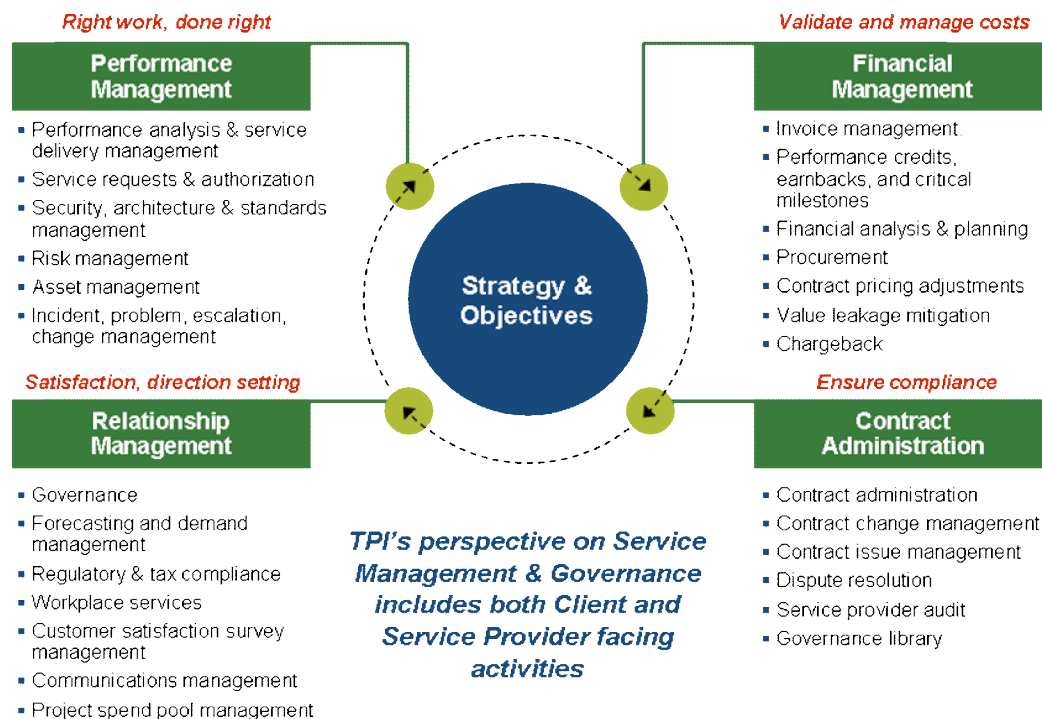 Right work, done right
Performance
Management
Performance analysis & service
delivery management
Service requests & authorization
Security, architecture & standards
management
Risk management
Asset management
Incident, problem, escalation,
change management
Validate and manage costs
Financial
Management
Invoice management.
Performance credits,
earnbacks, and critical
milestones
Financial analysis & planning
Procurement
Contract pricing adjustments
Value leakage mitigation
Chargeback
Strategy &
Objectives
Satisfaction, direction setting
Relationship
Management
Governance
Forecasting and demand
management
Regulatory & tax compliance
Workplace services
Customer satisfaction survey
management
Communications management
Project spend pool management
TPI's perspective on Service
Management & Governance
includes both Client and
Service Provider facing
activities
Ensure compliance
Contract
Administration
Contract administration
Contract change management
Contract issue management
Dispute resolution
Service provider audit
Governance library